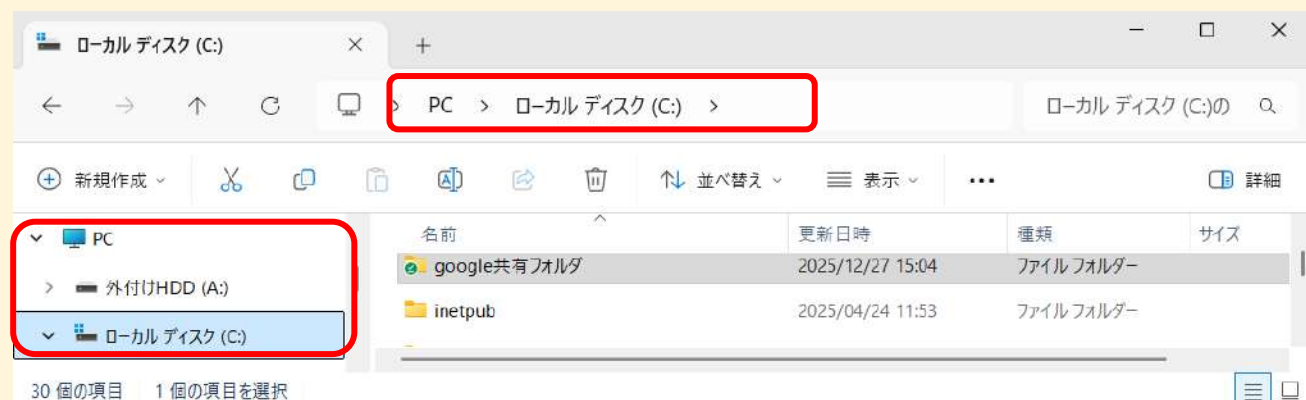 ローカル ディスク (C:)
PC > ローカル ディスク (C:) > ローカル ディスク (C:)の
新規作成 並べ替え 表示 ... 詳細
名前 更新日時 種類 サイズ
PC
google共有フォルダ 2025/12/27 15:04 ファイル フォルダー
外付けHDD (A:)
inetpub 2025/04/24 11:53 ファイル フォルダー
ローカル ディスク (C:)
30 個の項目 1 個の項目を選択